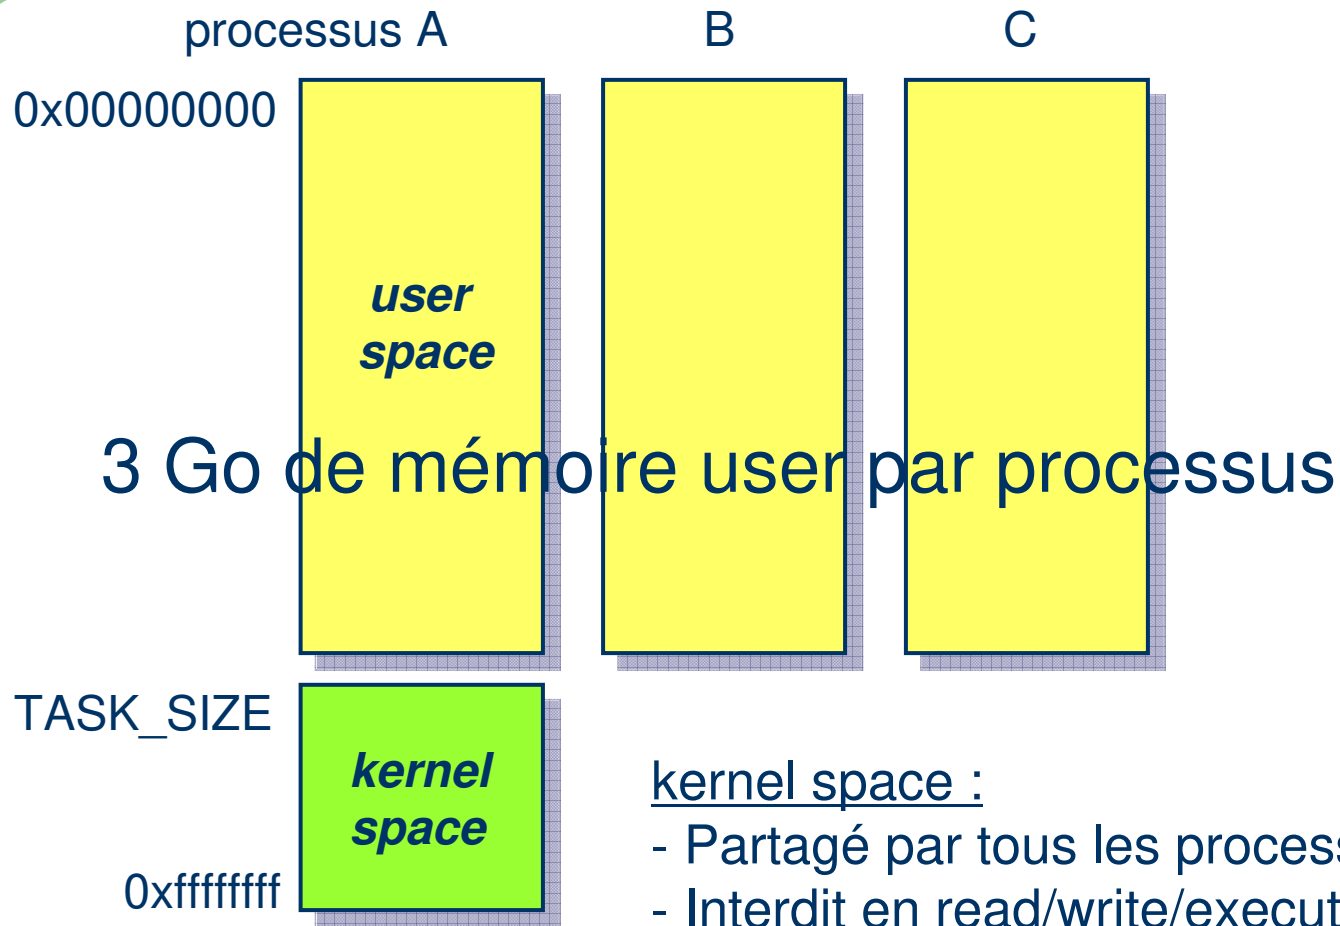 processus A B C
0x00000000
user
space
3 Go de mémoire user par processus
TASK_SIZE
kernel
space
0xffffffff
kernel space :
- Partagé par tous les process
- Interdit en read/write/execut